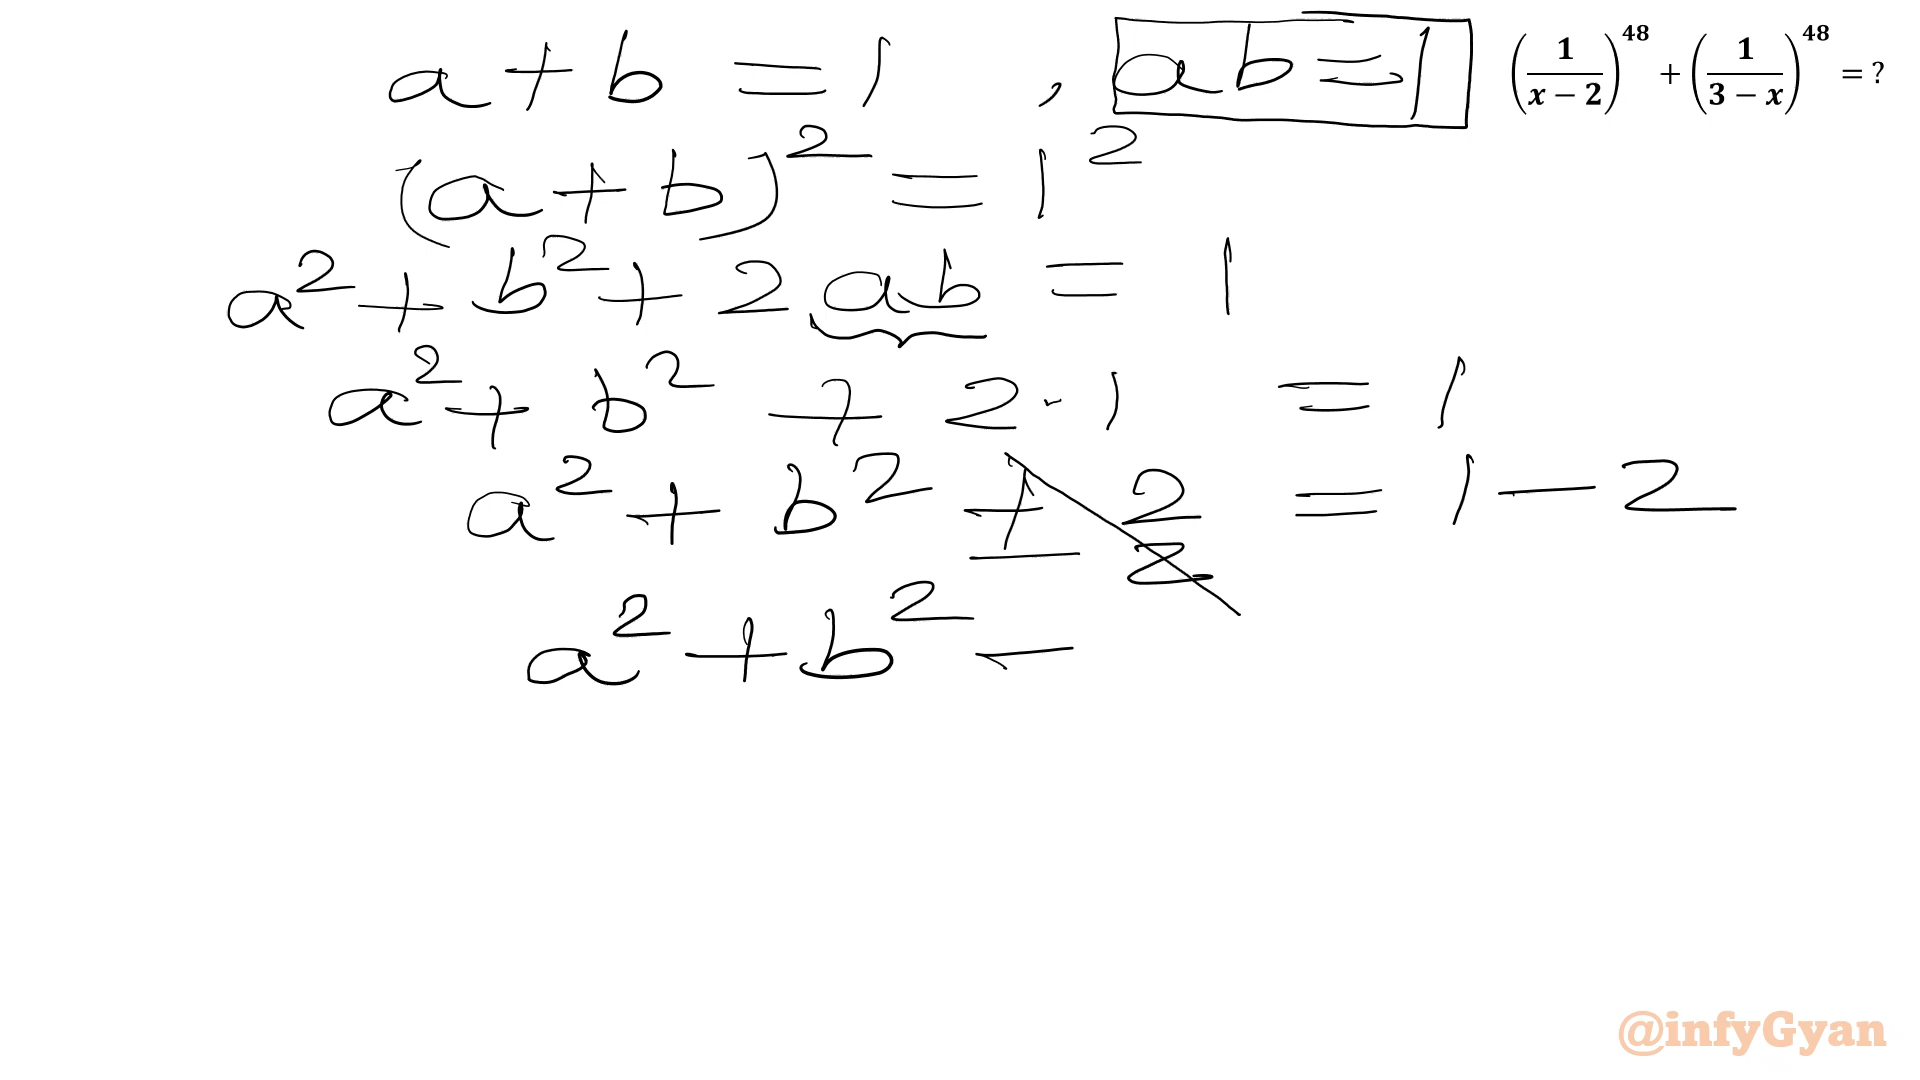 a + b = 1 , ab = 1
(1/(x − 2))^48 + (1/(3 − x))^48 = ?
(a + b)^2 = 1^2
a^2 + b^2 + 2ab = 1
a^2 + b^2 + 2 · 1 = 1
a^2 + b^2 + 2 − 2 = 1 − 2
a^2 + b^2 =
@infyGyan